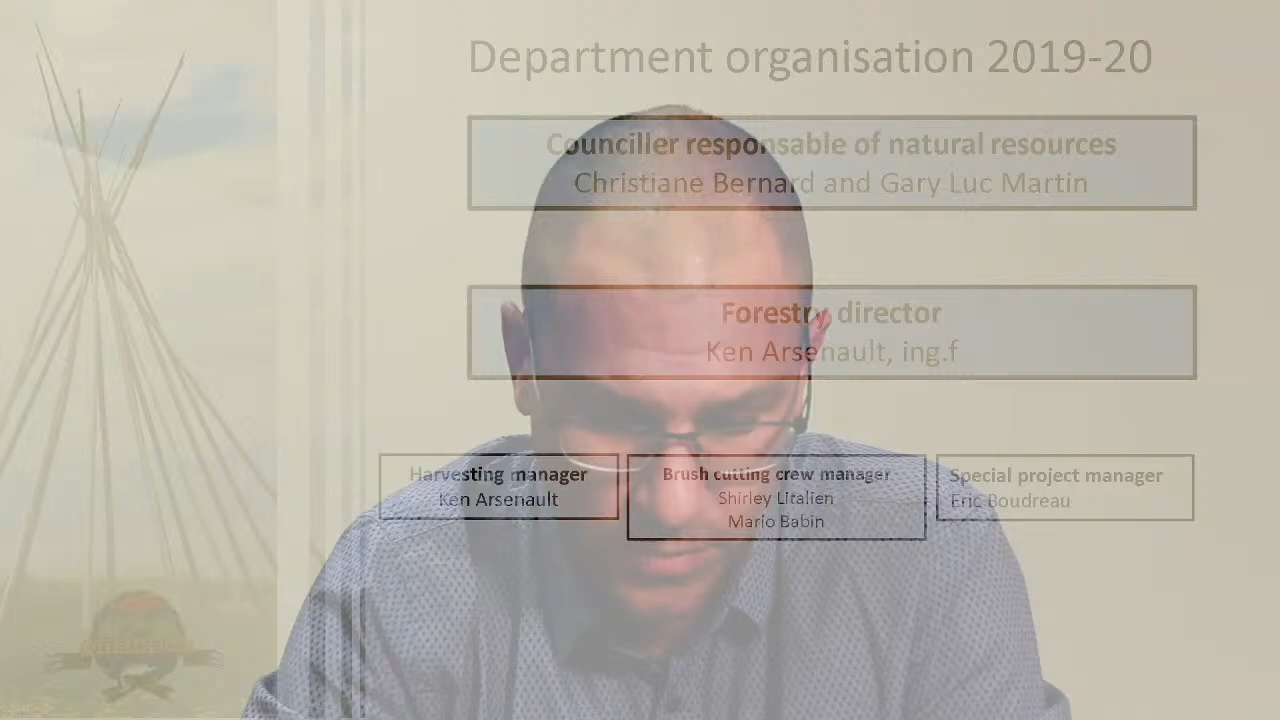 Department organisation 2019-20
Counciller responsable of natural resources
Christiane Bernard and Gary Luc Martin
Forestry director
Ken Arsenault, ing.f
Harvesting manager
Ken Arsenault
Brush cutting crew manager
Shirley Litalien
Mario Babin
Special project manager
Eric Boudreau